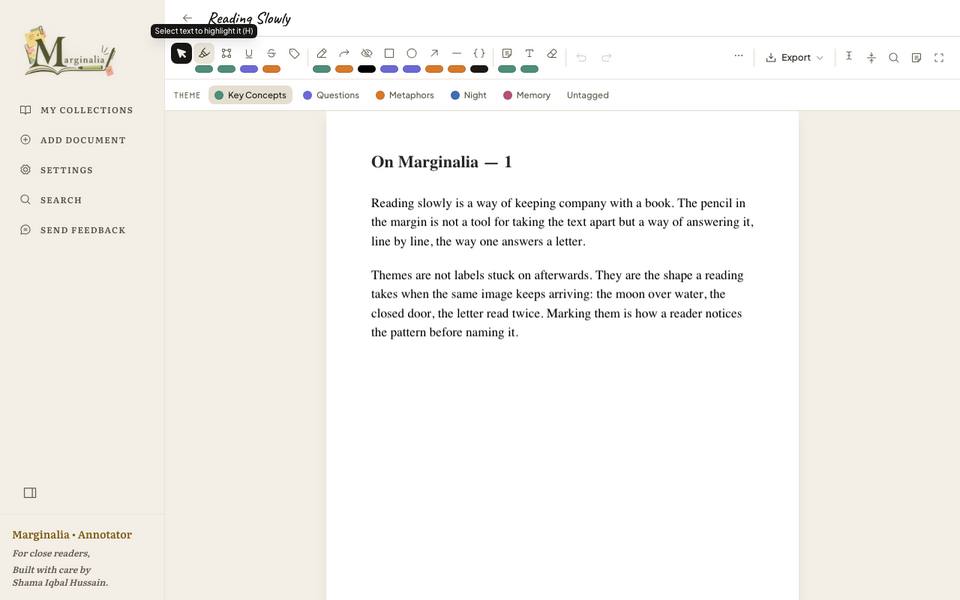 Marginalia
MY COLLECTIONS
ADD DOCUMENT
SETTINGS
SEARCH
SEND FEEDBACK
Marginalia • Annotator
For close readers,
Built with care by
Shama Iqbal Hussain.
Reading Slowly
Select text to highlight it (H)
U S T
Export
THEME Key Concepts Questions Metaphors Night Memory Untagged
On Marginalia — 1
Reading slowly is a way of keeping company with a book. The pencil in
the margin is not a tool for taking the text apart but a way of answering it,
line by line, the way one answers a letter.
Themes are not labels stuck on afterwards. They are the shape a reading
takes when the same image keeps arriving: the moon over water, the
closed door, the letter read twice. Marking them is how a reader notices
the pattern before naming it.